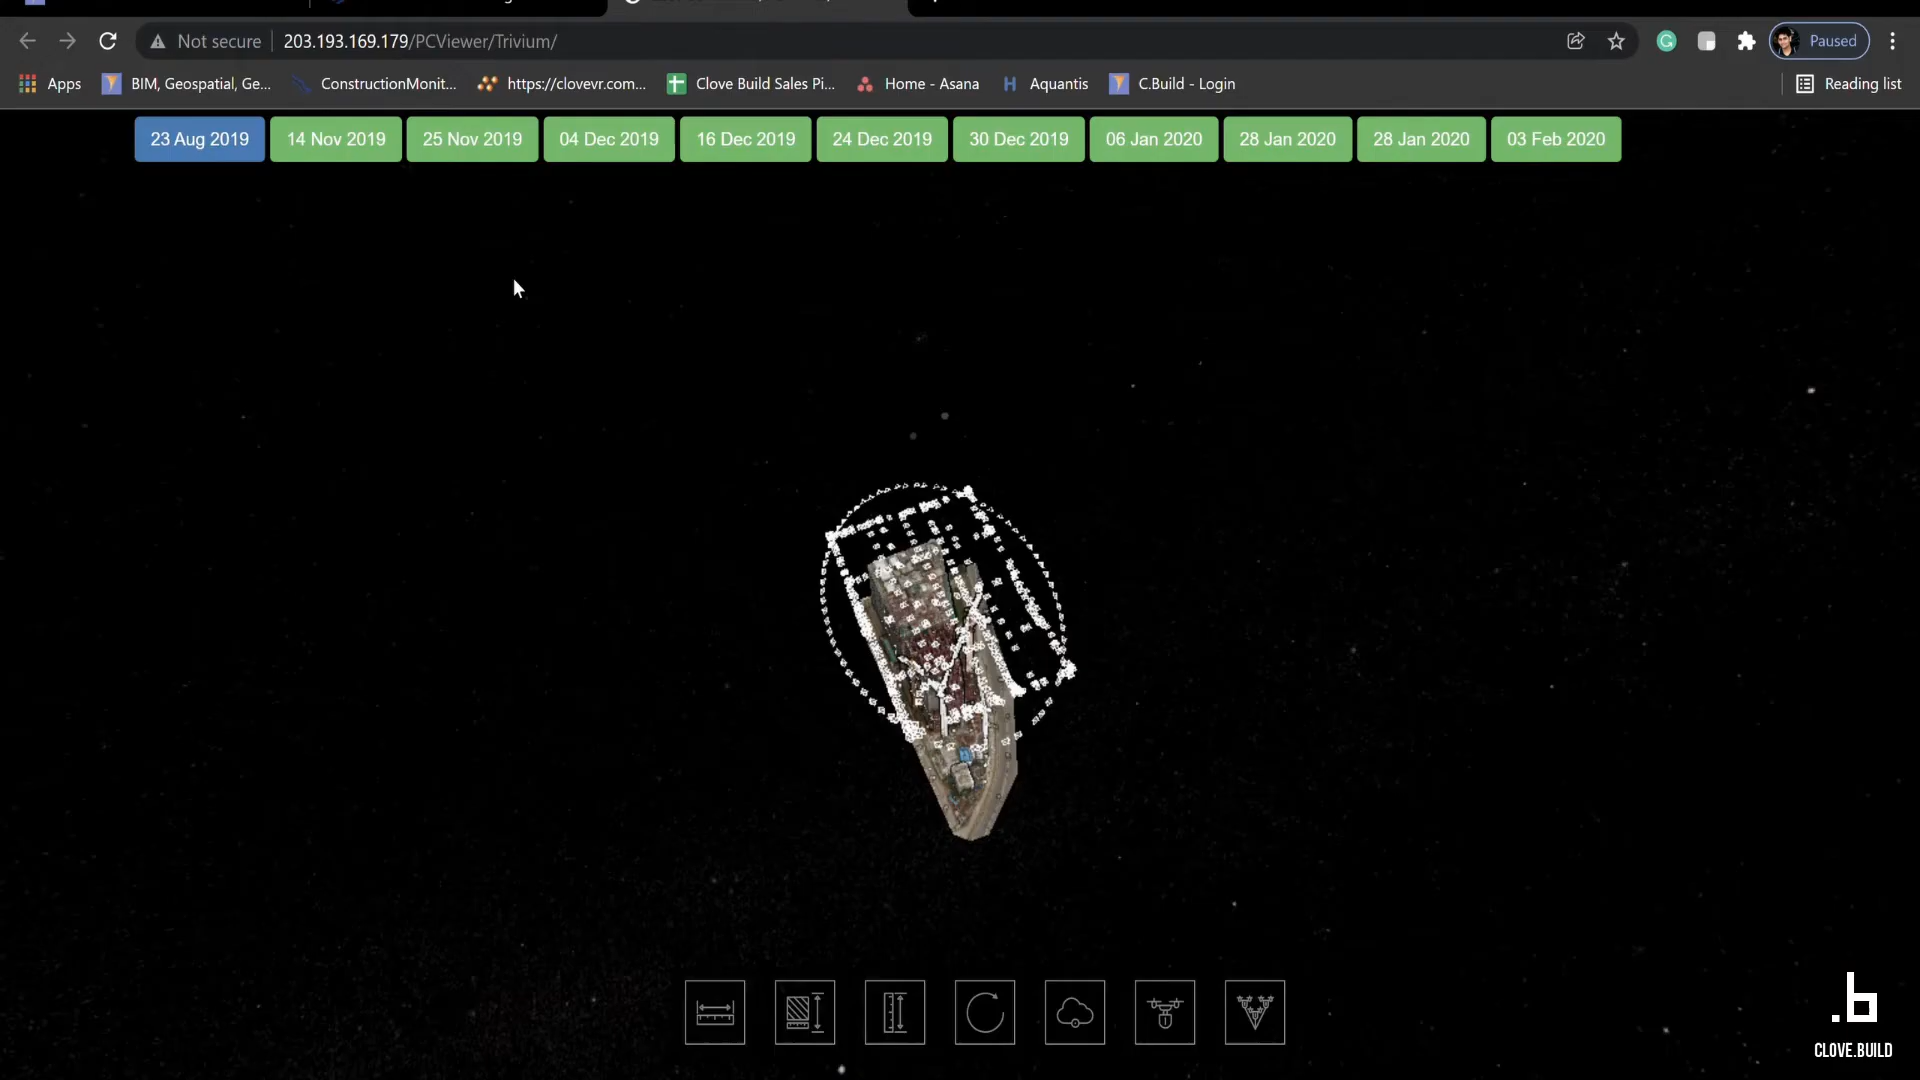 Not secure 203.193.169.179/PCViewer/Trivium/ Paused
Apps BIM, Geospatial, Ge... ConstructionMonit... https://clovevr.com... Clove Build Sales Pi... Home - Asana Aquantis C.Build - Login Reading list
23 Aug 2019 14 Nov 2019 25 Nov 2019 04 Dec 2019 16 Dec 2019 24 Dec 2019 30 Dec 2019 06 Jan 2020 28 Jan 2020 28 Jan 2020 03 Feb 2020
.b
CLOVE.BUILD